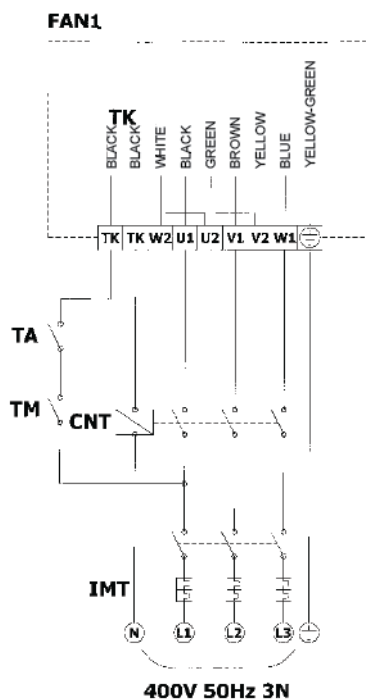 FAN1
TK
BLACK BLACK WHITE BLACK GREEN BROWN YELLOW BLUE YELLOW-GREEN
TK TK W2 U1 U2 V1 V2 W1
TA
TM
CNT
IMT
N L1 L2 L3
400V 50Hz 3N